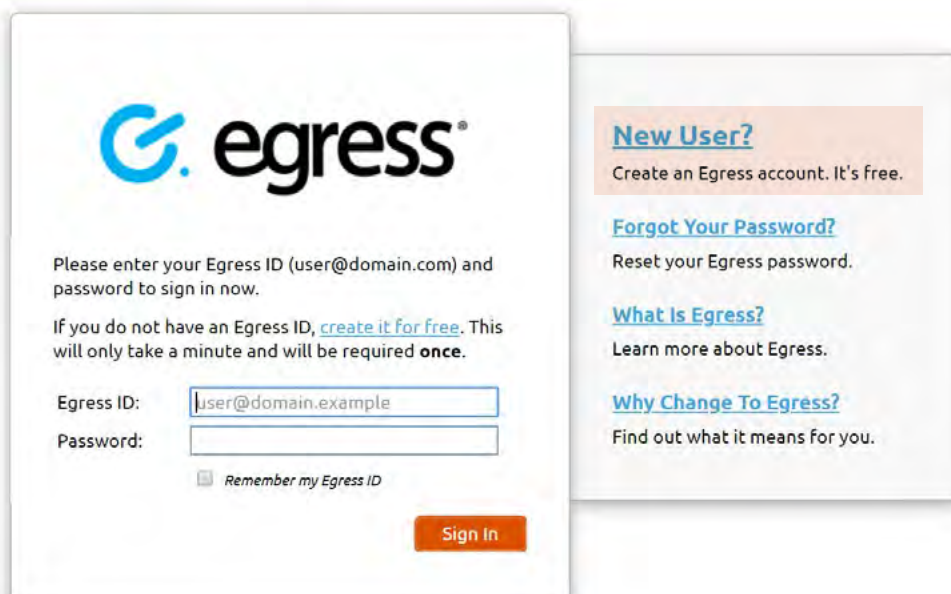 egress®
Please enter your Egress ID (user@domain.com) and
password to sign in now.
If you do not have an Egress ID, create it for free. This
will only take a minute and will be required once.
Egress ID:
user@domain.example
Password:
Remember my Egress ID
Sign In
New User?
Create an Egress account. It's free.
Forgot Your Password?
Reset your Egress password.
What Is Egress?
Learn more about Egress.
Why Change To Egress?
Find out what it means for you.